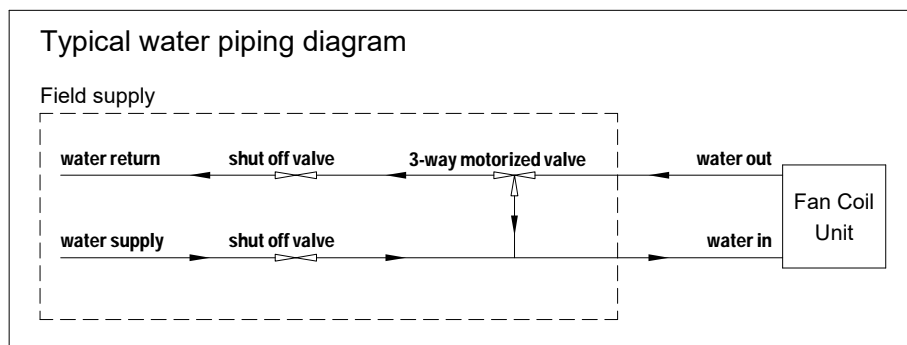 Typical water piping diagram
Field supply
water return
shut off valve
3-way motorized valve
water out
Fan Coil
Unit
water supply
shut off valve
water in